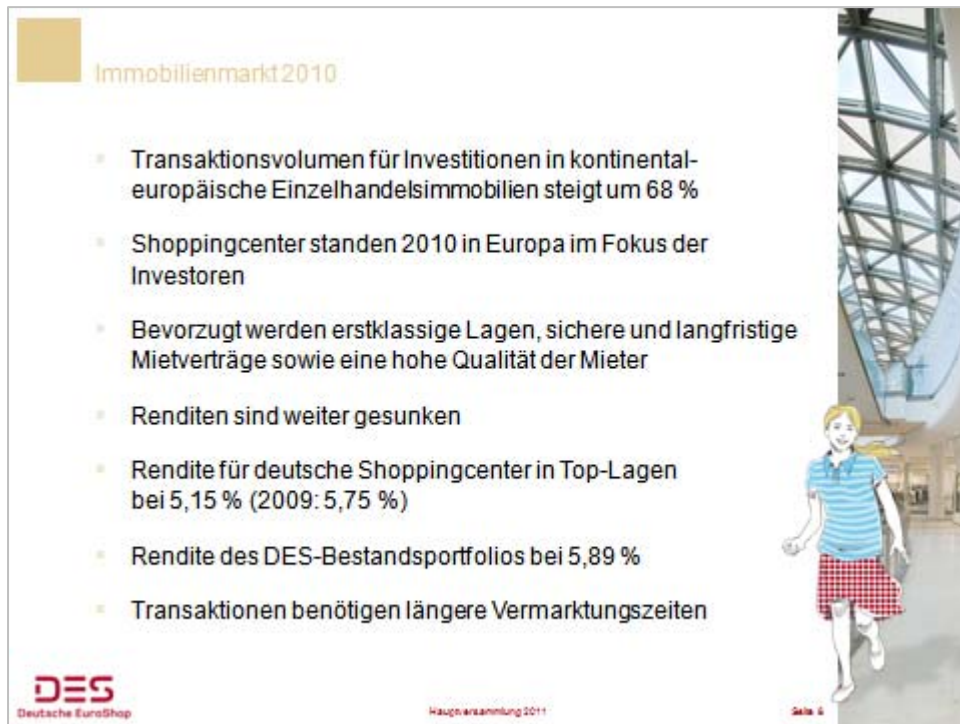 Immobilienmarkt 2010
Transaktionsvolumen für Investitionen in kontinental-
europäische Einzelhandelsimmobilien steigt um 68 %
Shoppingcenter standen 2010 in Europa im Fokus der
Investoren
Bevorzugt werden erstklassige Lagen, sichere und langfristige
Mietverträge sowie eine hohe Qualität der Mieter
Renditen sind weiter gesunken
Rendite für deutsche Shoppingcenter in Top-Lagen
bei 5,15 % (2009: 5,75 %)
Rendite des DES-Bestandsportfolios bei 5,89 %
Transaktionen benötigen längere Vermarktungszeiten
DES
Deutsche EuroShop
Hauptversammlung 2011
Seite